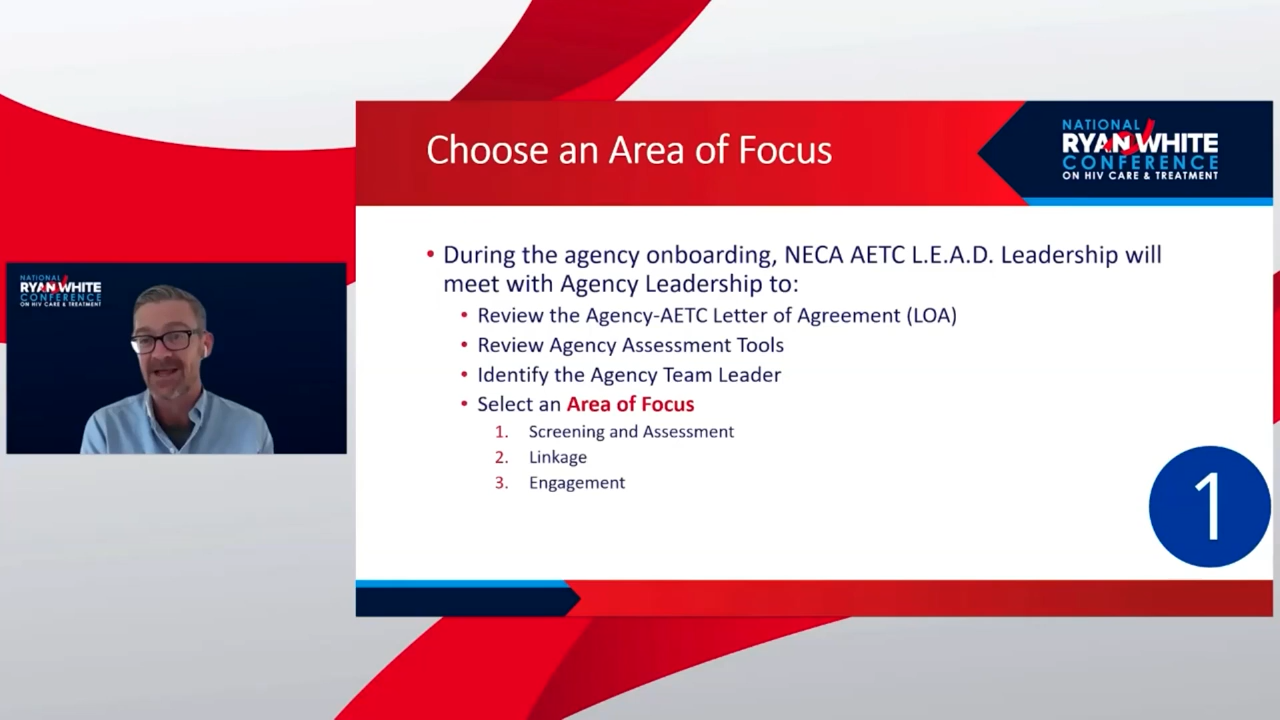 Choose an Area of Focus
NATIONAL
RYAN WHITE
CONFERENCE
ON HIV CARE & TREATMENT
• During the agency onboarding, NECA AETC L.E.A.D. Leadership will
meet with Agency Leadership to:
• Review the Agency-AETC Letter of Agreement (LOA)
• Review Agency Assessment Tools
• Identify the Agency Team Leader
• Select an Area of Focus
1. Screening and Assessment
2. Linkage
3. Engagement
1
NATIONAL
RYAN WHITE
CONFERENCE
ON HIV CARE & TREATMENT